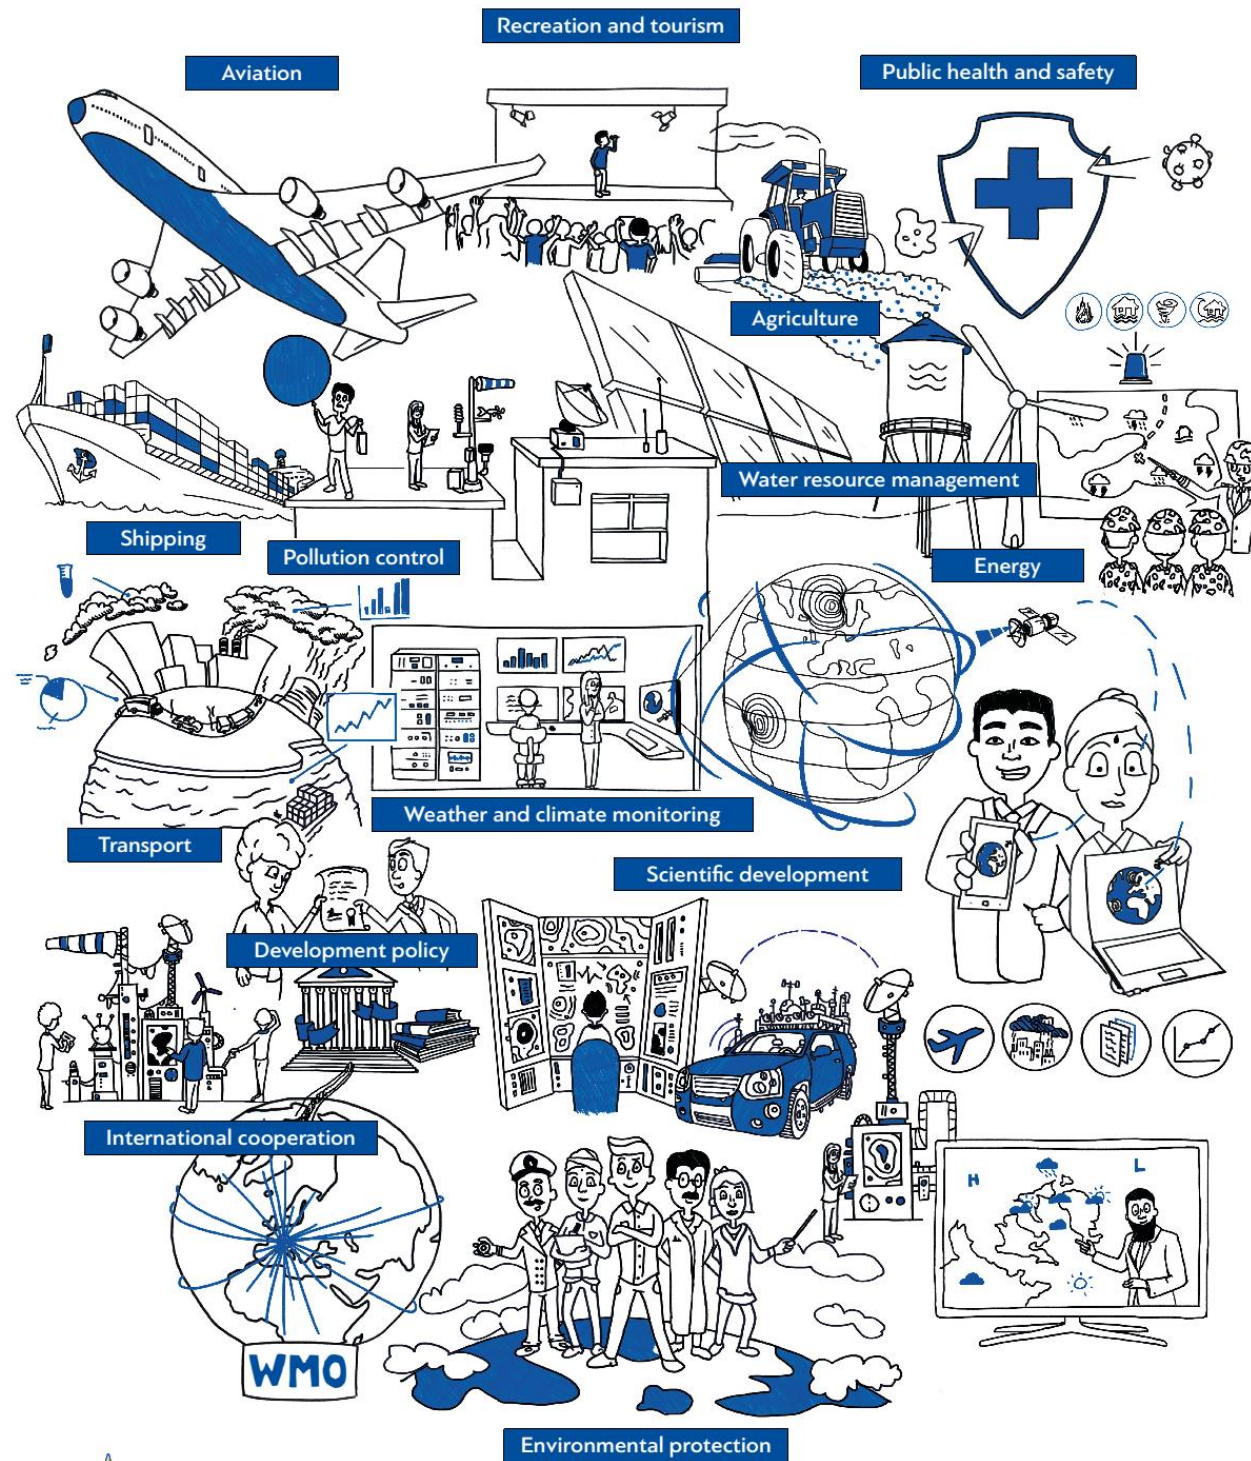 Recreation and tourism
Aviation
Public health and safety
Agriculture
Water resource management
Shipping
Pollution control
Energy
Weather and climate monitoring
Transport
Scientific development
Development policy
International cooperation
H
L
WMO
Environmental protection